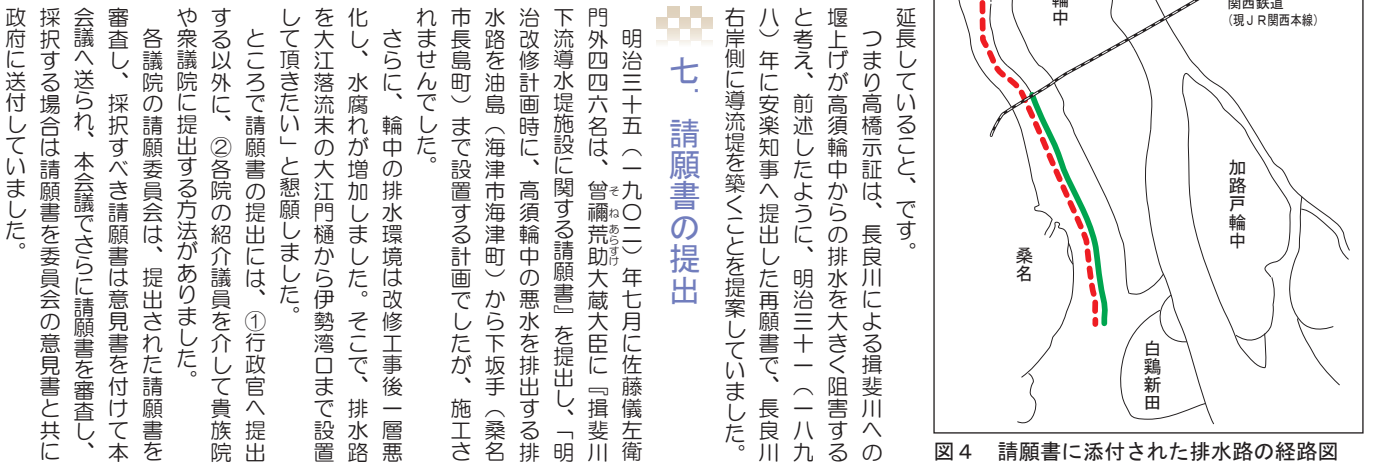 延長していること、です。
つまり高橋示証は、長良川による揖斐川への
堰上げが高須輪中からの排水を大きく阻害する
と考え、前述したように、明治三十一（一八九
八）年に安楽知事へ提出した再願書で、長良川
右岸側に導流堤を築くことを提案していました。
七．請願書の提出
明治三十五（一九〇二）年七月に佐藤儀左衛
門外四四六名は、曾禰荒助大蔵大臣に『揖斐川
そねあらすけ
下流導水堤施設に関する請願書』を提出し、「明
治改修計画時に、高須輪中の悪水を排出する排
水路を油島（海津市海津町）から下坂手（桑名
市長島町）まで設置する計画でしたが、施工さ
れませんでした。
さらに、輪中の排水環境は改修工事後一層悪
化し、水腐れが増加しました。そこで、排水路
を大江落流末の大江門樋から伊勢湾口まで設置
して頂きたい」と懇願しました。
ところで請願書の提出には、①行政官へ提出
する以外に、②各院の紹介議員を介して貴族院
や衆議院に提出する方法がありました。
各議院の請願委員会は、提出された請願書を
審査し、採択すべき請願書は意見書を付けて本
会議へ送られ、本会議でさらに請願書を審査し、
採択する場合は請願書を委員会の意見書と共に
政府に送付していました。
輪中
関西鉄道
（現ＪＲ関西本線）
加路戸輪中
桑名
白鶏新田
図４　請願書に添付された排水路の経路図